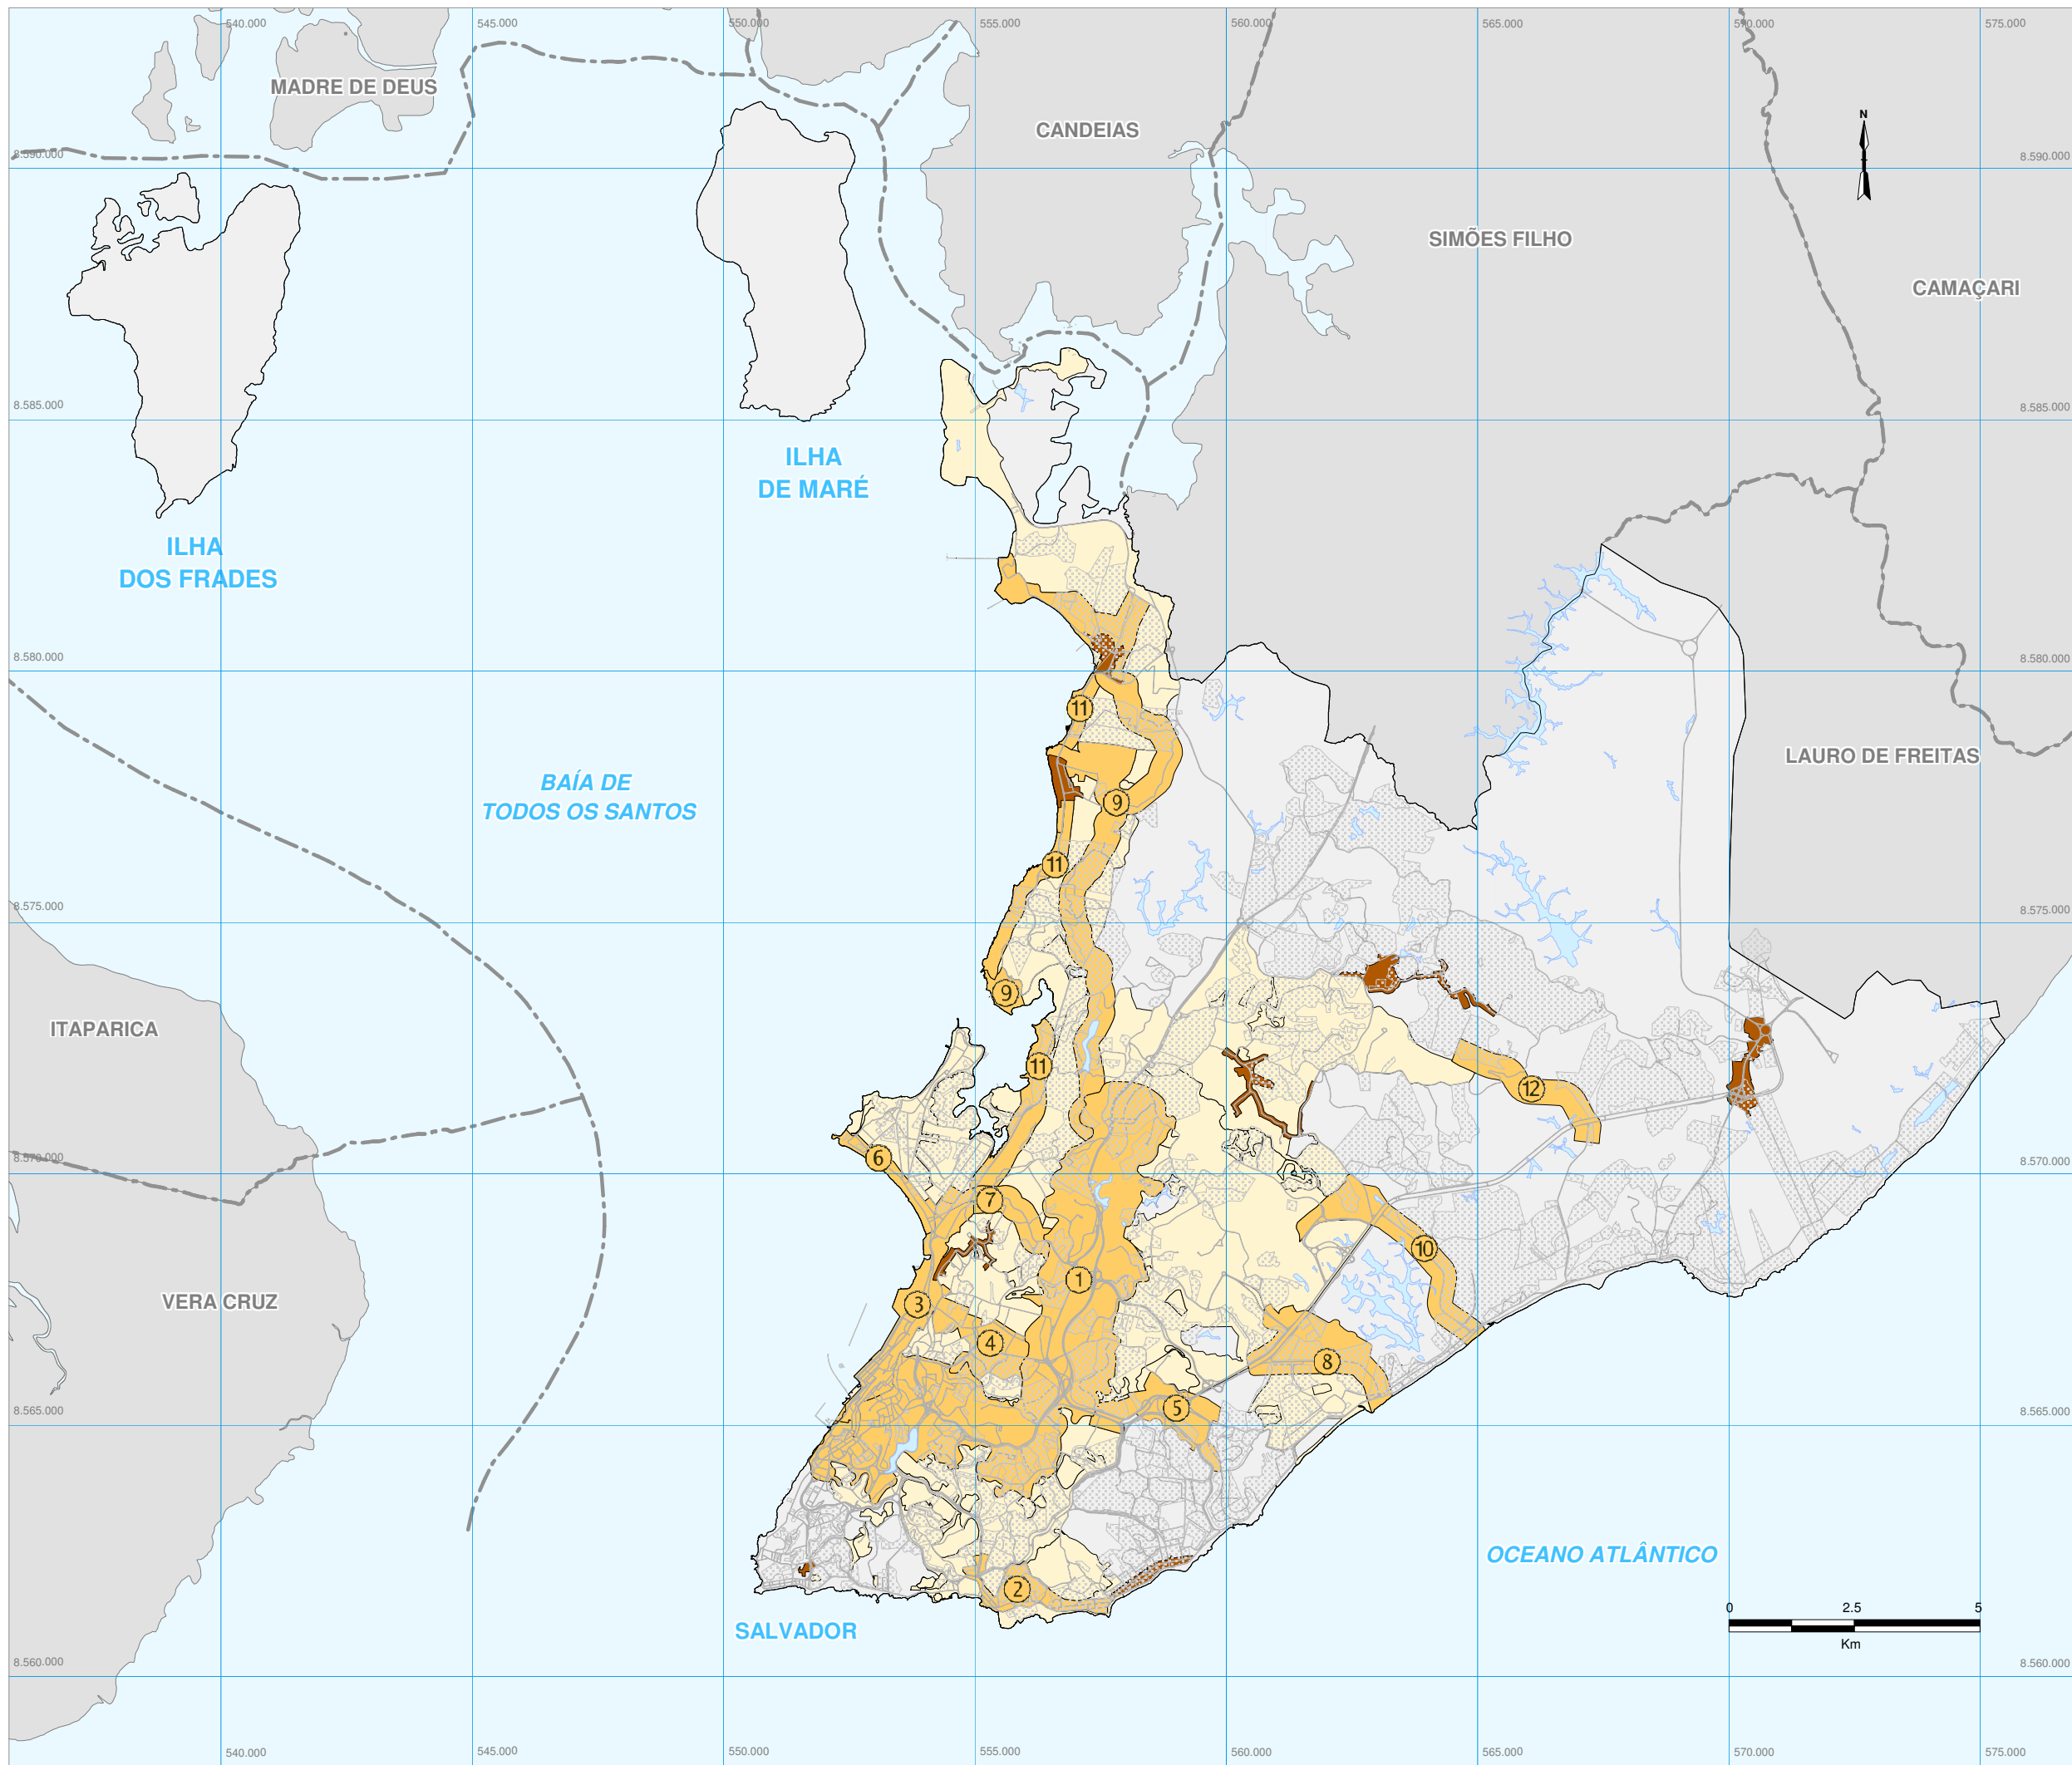 540.000
545.000
550.000
555.000
560.000
565.000
570.000
575.000
MADRE DE DEUS
N
CANDEIAS
8.590.000
8.590.000
SIMÕES FILHO
CAMAÇARI
8.585.000
8.585.000
ILHA
DE MARÉ
ILHA
DOS FRADES
8.580.000
8.580.000
11
LAURO DE FREITAS
BAÍA DE
TODOS OS SANTOS
9
11
8.575.000
8.575.000
9
ITAPARICA
11
12
6
8.570.000
8.570.000
7
10
1
VERA CRUZ
3
4
8
5
8.565.000
8.565.000
OCEANO ATLÂNTICO
2
0
2.5
5
SALVADOR
Km
8.560.000
8.560.000
540.000
545.000
550.000
555.000
560.000
565.000
570.000
575.000